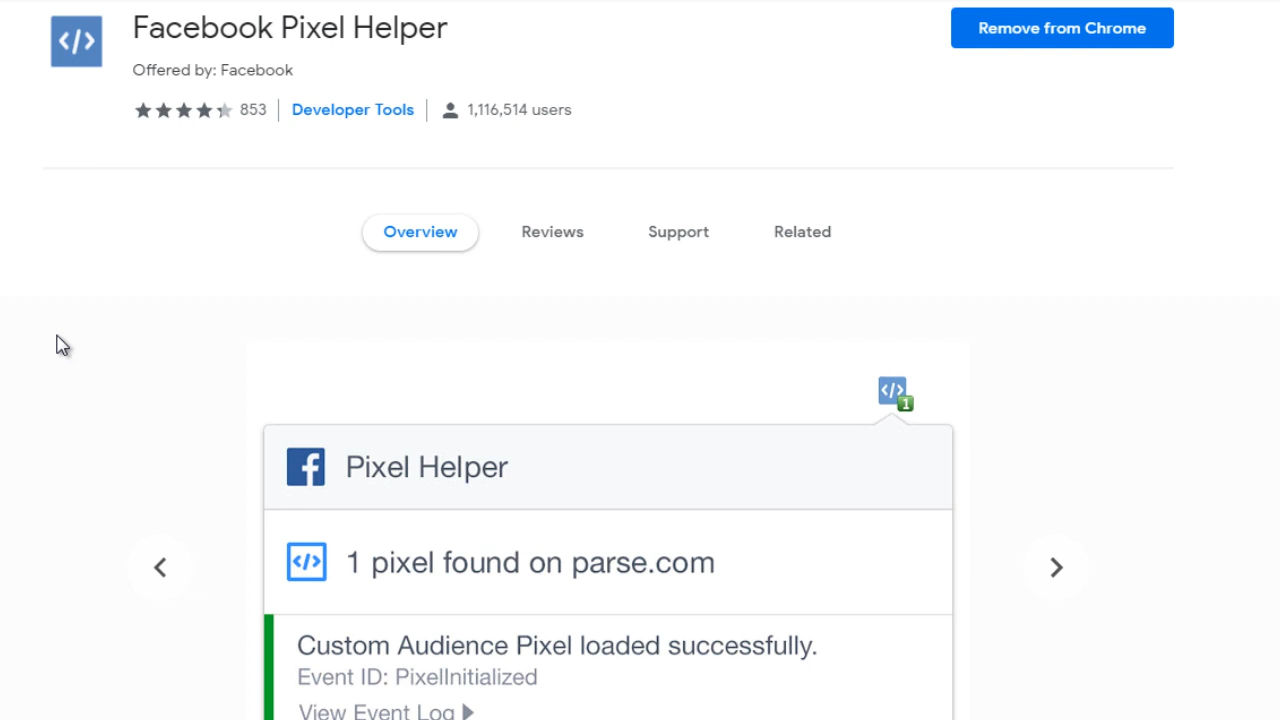 Facebook Pixel Helper
Remove from Chrome
Offered by: Facebook
853
Developer Tools
1,116,514 users
Overview
Reviews
Support
Related
</>
1
f
Pixel Helper
</>
1 pixel found on parse.com
Custom Audience Pixel loaded successfully.
Event ID: PixelInitialized
View Event Log